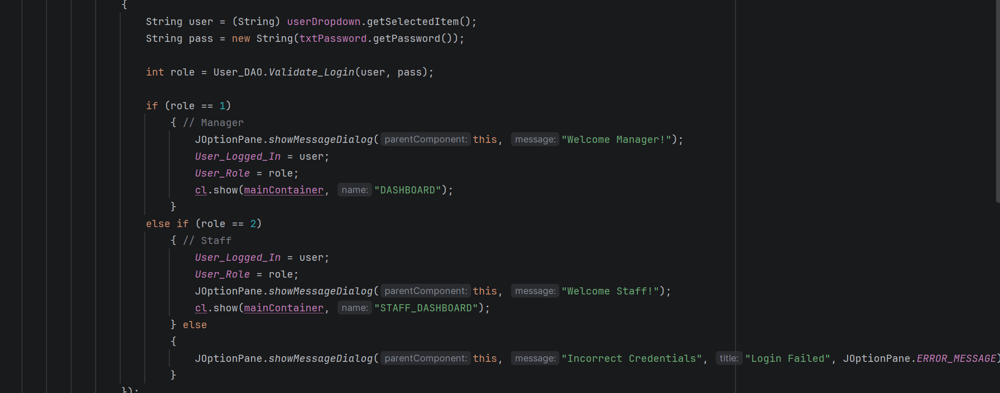 {
String user = (String) userDropdown.getSelectedItem();
String pass = new String(txtPassword.getPassword());
int role = User_DAO.Validate_Login(user, pass);
if (role == 1)
{ // Manager
JOptionPane.showMessageDialog( parentComponent: this, message: "Welcome Manager!");
User_Logged_In = user;
User_Role = role;
cl.show(mainContainer, name: "DASHBOARD");
}
else if (role == 2)
{ // Staff
User_Logged_In = user;
User_Role = role;
JOptionPane.showMessageDialog( parentComponent: this, message: "Welcome Staff!");
cl.show(mainContainer, name: "STAFF_DASHBOARD");
} else
{
JOptionPane.showMessageDialog( parentComponent: this, message: "Incorrect Credentials", title: "Login Failed", JOptionPane.ERROR_MESSAGE)
}
});